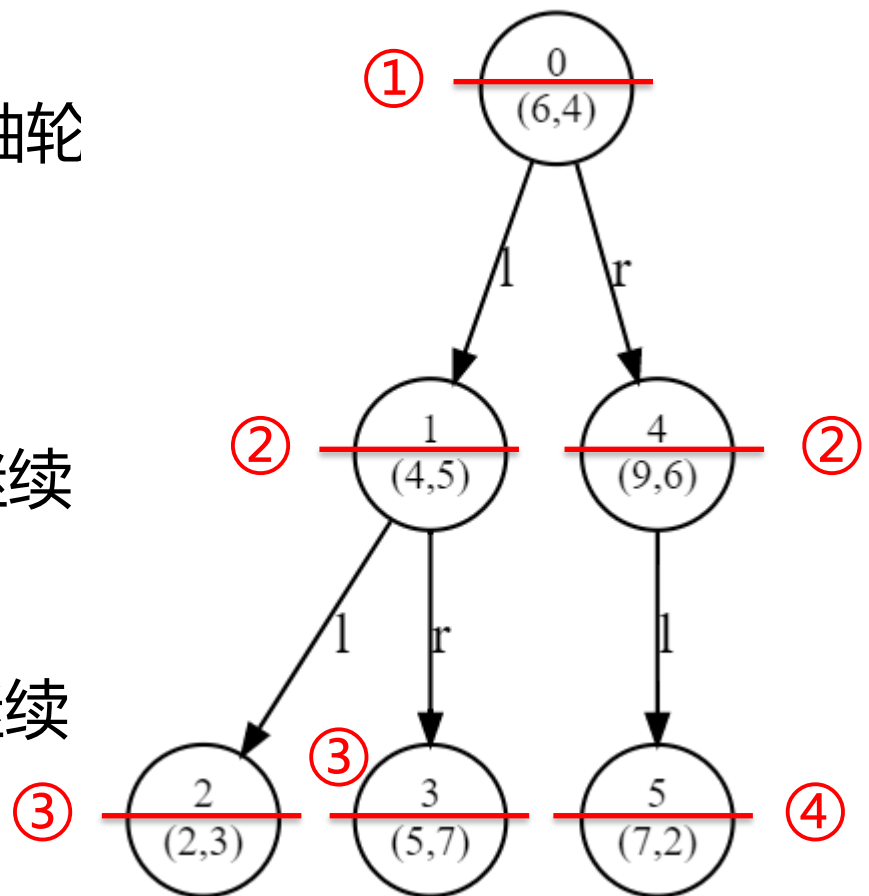 ① 0
(6,4)
轴轮
l r
② 1 4 ②
(4,5) (9,6)
续
l r l
续
③
③ 2 3 5 ④
(2,3) (5,7) (7,2)